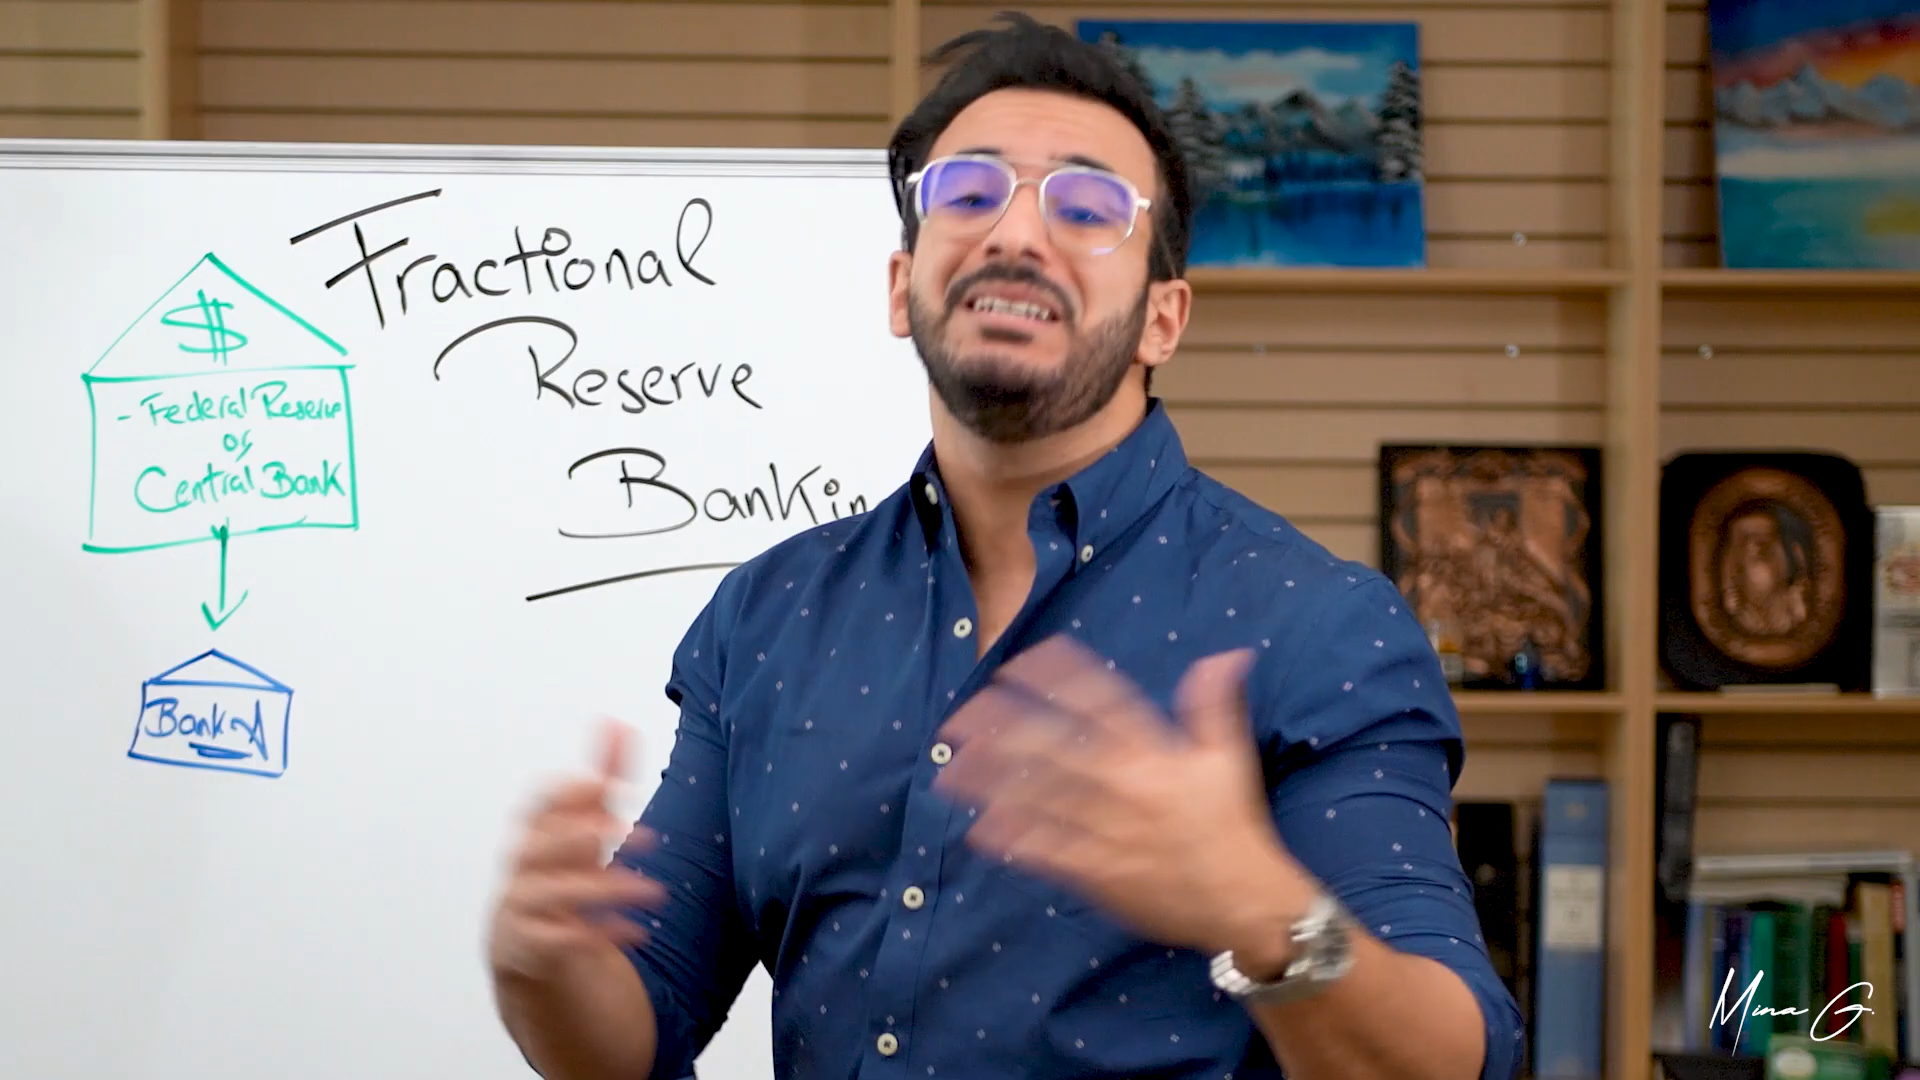 Fractional
Reserve
Bankin
$
- Federal Reserve
or
Central Bank
Bank A
Mina G.